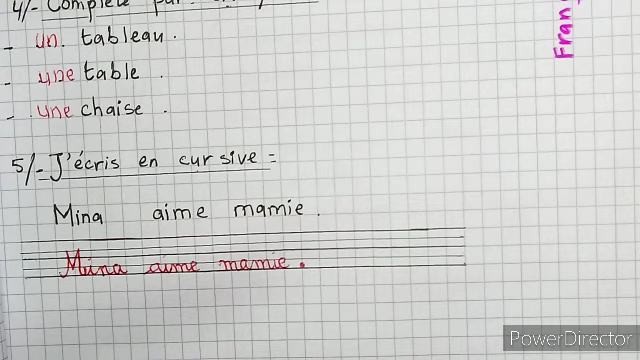 4/- Complète par
- un. tableau.
- une table.
- une chaise.
5/- J'écris en cursive =
Mina aime mamie.
Mina aime mamie.
Fran
PowerDirector